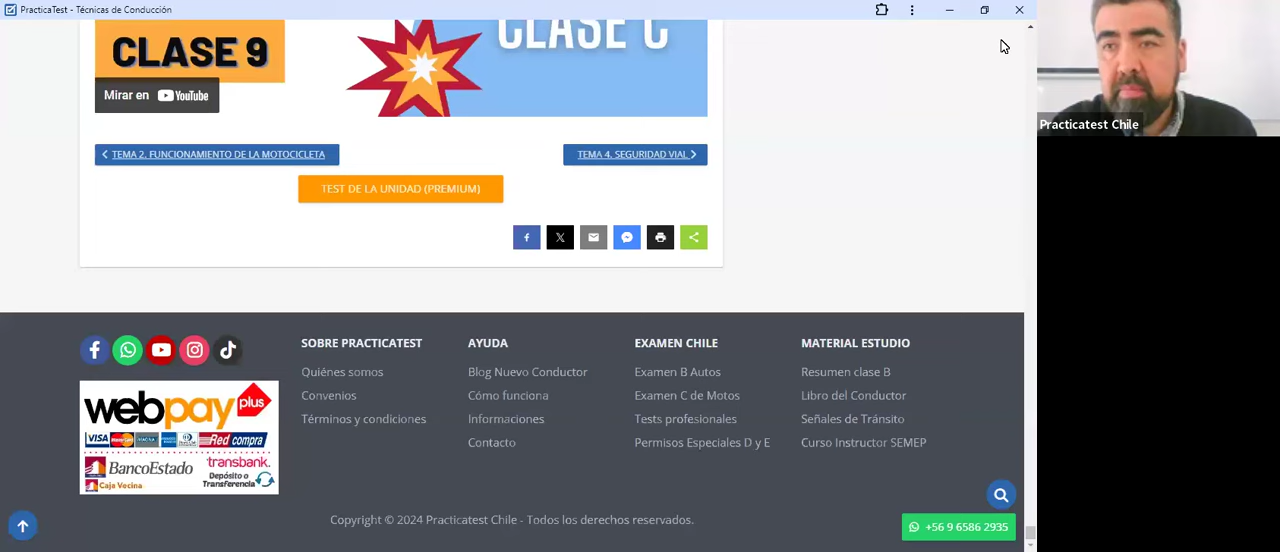 PracticaTest - Técnicas de Conducción
CLASE 9
CLASE C
Mirar en YouTube
Practicatest Chile
TEMA 2. FUNCIONAMIENTO DE LA MOTOCICLETA
TEMA 4. SEGURIDAD VIAL
TEST DE LA UNIDAD (PREMIUM)
SOBRE PRACTICATEST
Quiénes somos
Convenios
Términos y condiciones
AYUDA
Blog Nuevo Conductor
Cómo funciona
Informaciones
Contacto
EXAMEN CHILE
Examen B Autos
Examen C de Motos
Tests profesionales
Permisos Especiales D y E
MATERIAL ESTUDIO
Resumen clase B
Libro del Conductor
Señales de Tránsito
Curso Instructor SEMEP
webpay plus
VISA
Red compra
BancoEstado
transbank.
Caja Vecina
Depósito o
Transferencia
Copyright © 2024 Practicatest Chile - Todos los derechos reservados.
+56 9 6586 2935